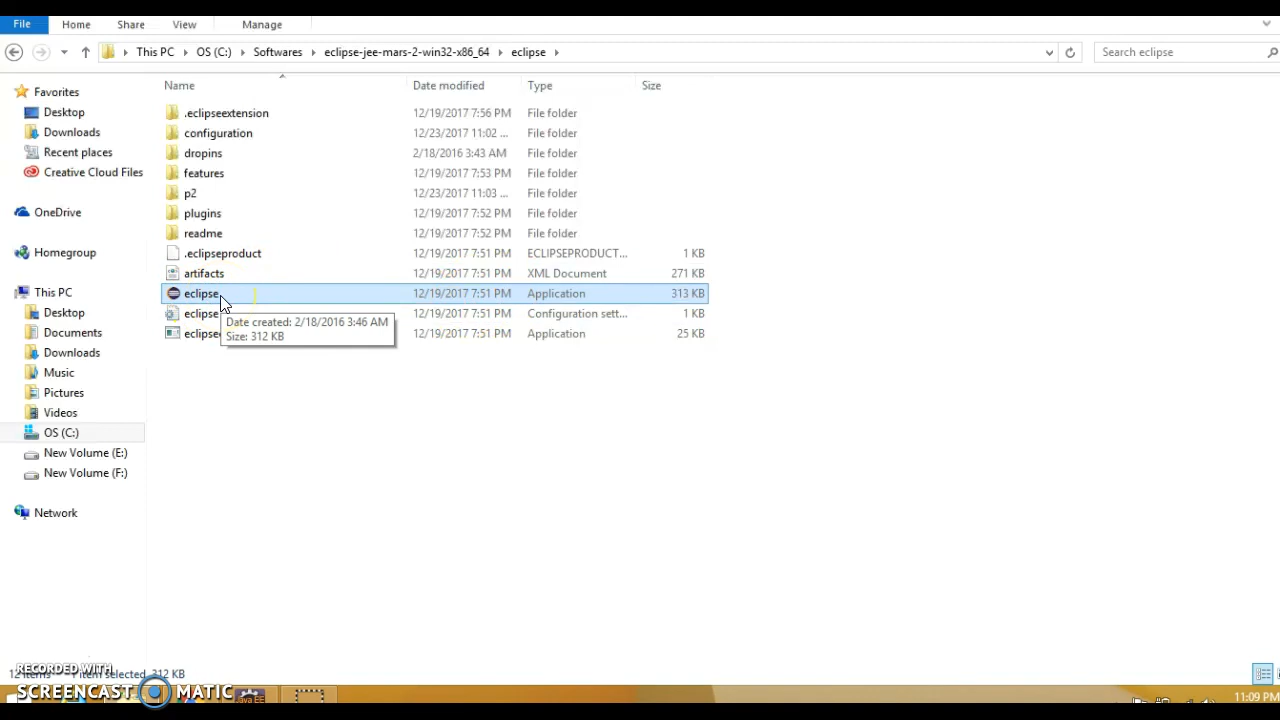 File Home Share View Manage
This PC OS (C:) Softwares eclipse-jee-mars-2-win32-x86_64 eclipse Search eclipse
Name Date modified Type Size
Favorites
Desktop
Downloads
Recent places
Creative Cloud Files
OneDrive
Homegroup
This PC
Desktop
Documents
Downloads
Music
Pictures
Videos
OS (C:)
New Volume (E:)
New Volume (F:)
Network
.eclipseextension 12/19/2017 7:56 PM File folder
configuration 12/23/2017 11:02 ... File folder
dropins 2/18/2016 3:43 AM File folder
features 12/19/2017 7:53 PM File folder
p2 12/23/2017 11:03 ... File folder
plugins 12/19/2017 7:52 PM File folder
readme 12/19/2017 7:52 PM File folder
.eclipseproduct 12/19/2017 7:51 PM ECLIPSEPRODUCT... 1 KB
artifacts 12/19/2017 7:51 PM XML Document 271 KB
eclipse 12/19/2017 7:51 PM Application 313 KB
eclipse 12/19/2017 7:51 PM Configuration sett... 1 KB
12/19/2017 7:51 PM Application 25 KB
Date created: 2/18/2016 3:46 AM
Size: 312 KB
12 items 1 item selected 312 KB
RECORDED WITH
SCREENCAST MATIC
11:09 PM